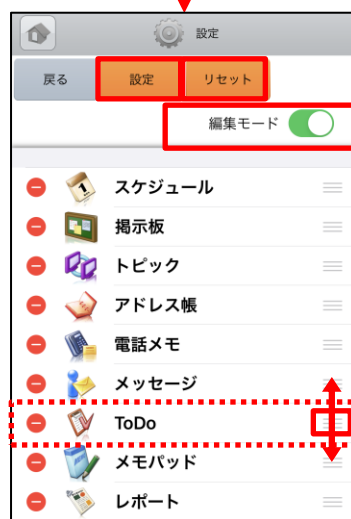 設定
戻る 設定 リセット
編集モード
スケジュール
掲示板
トピック
アドレス帳
電話メモ
メッセージ
ToDo
メモパッド
レポート